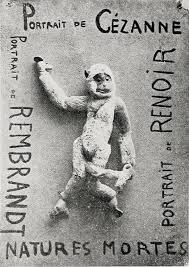 PORTRAIT DE CÉZANNE
PORTRAIT DE REMBRANDT
PORTRAIT DE RENOIR
NATURES MORTES